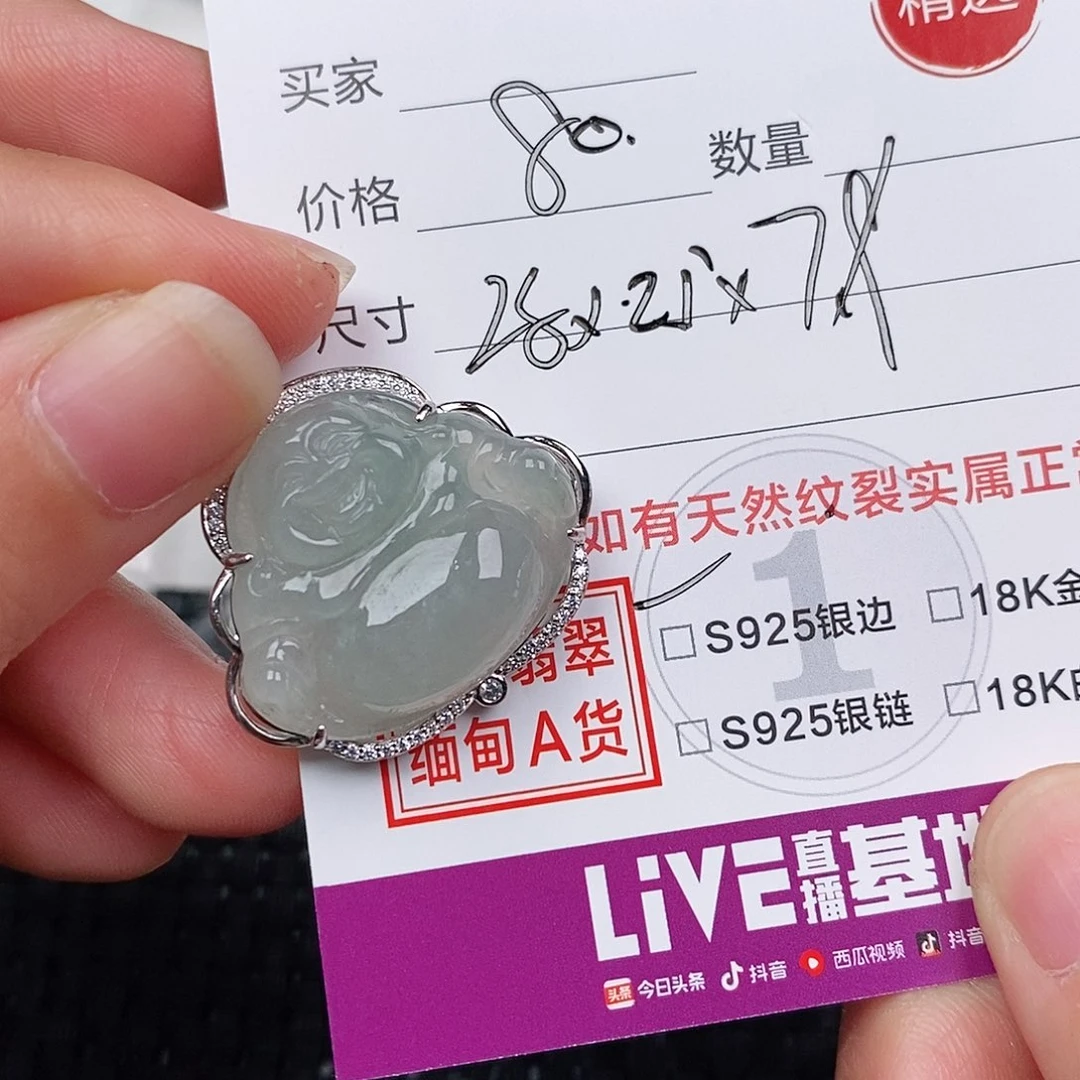 精选
买家
80.
价格
数量
尺寸
28x21x7
如有天然纹裂实属正常
翡翠
缅甸A货
1
S925银边
18K金
S925银链
18K
LiVE直播基地
头条 今日头条
抖音
西瓜视频
抖音